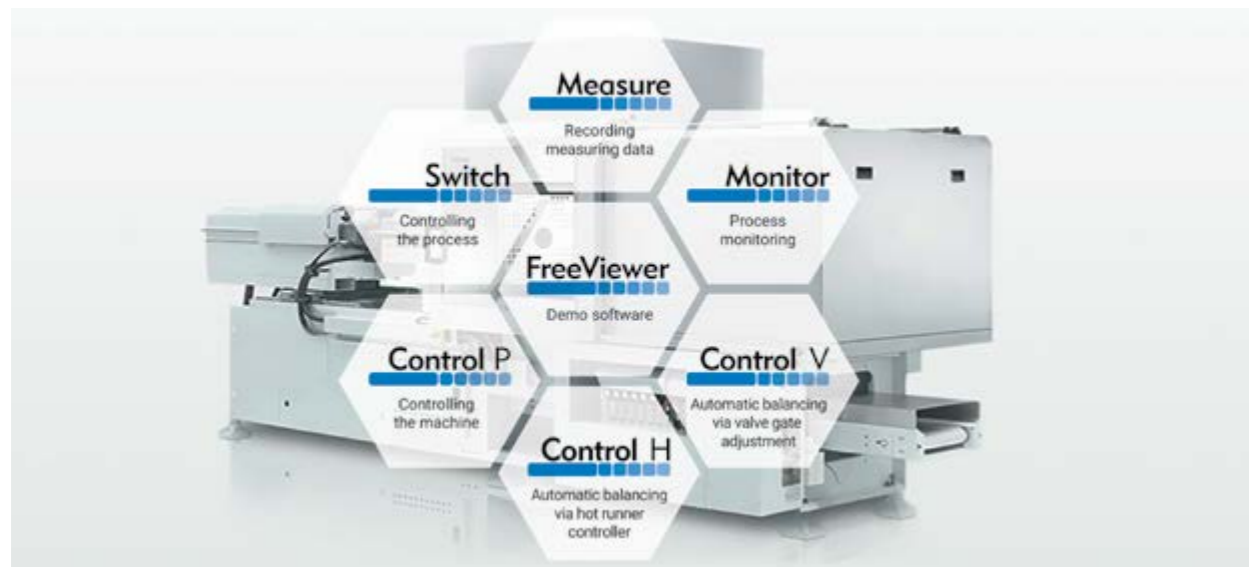 Measure
Recording
measuring data
Switch
Controlling
the process
Monitor
Process
monitoring
FreeViewer
Demo software
Control P
Controlling
the machine
Control V
Automatic balancing
via valve gate
adjustment
Control H
Automatic balancing
via hot runner
controller